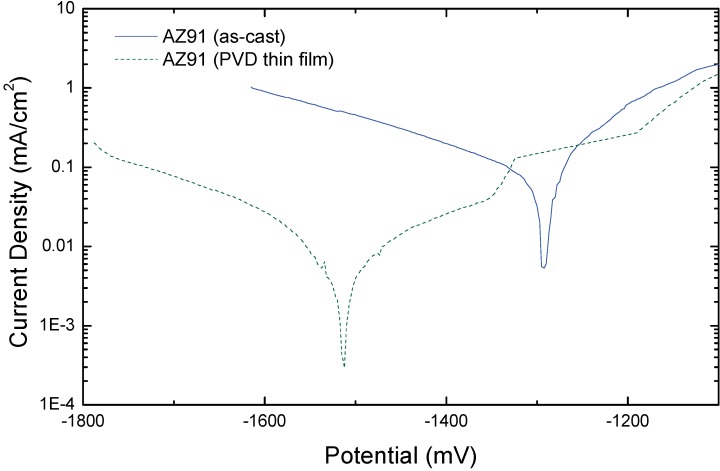 10
AZ91 (as-cast)
AZ91 (PVD thin film)
1
0.1
0.01
1E-3
1E-4
Current Density (mA/cm²)
-1800
-1600
-1400
-1200
Potential (mV)